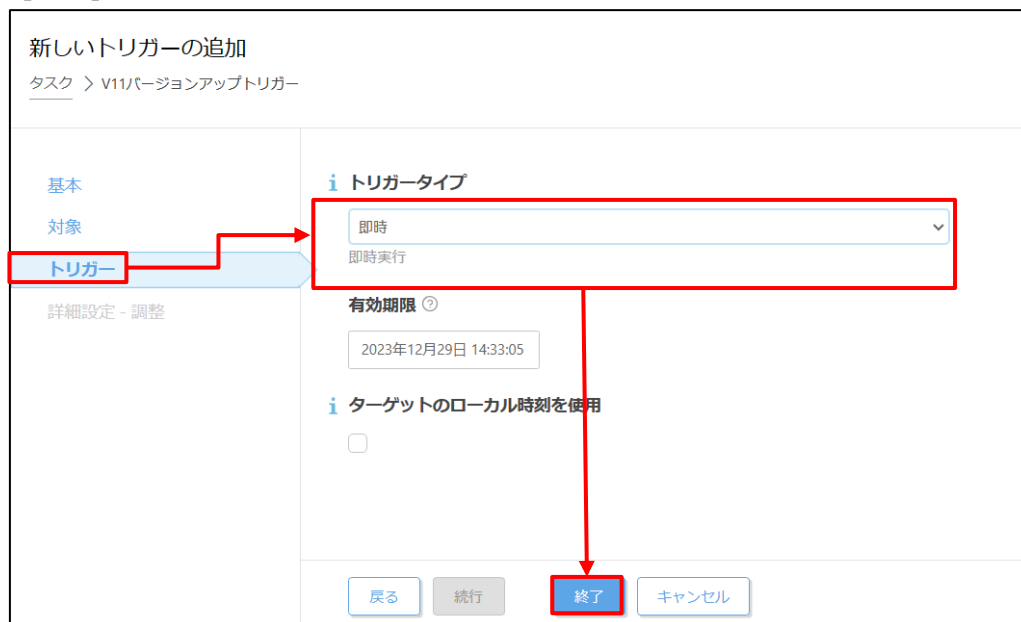 新しいトリガーの追加
タスク > V11バージョンアップトリガー
基本
対象
トリガー
詳細設定 - 調整
トリガータイプ
即時
即時実行
有効期限
2023年12月29日 14:33:05
ターゲットのローカル時刻を使用
戻る 続行 終了 キャンセル